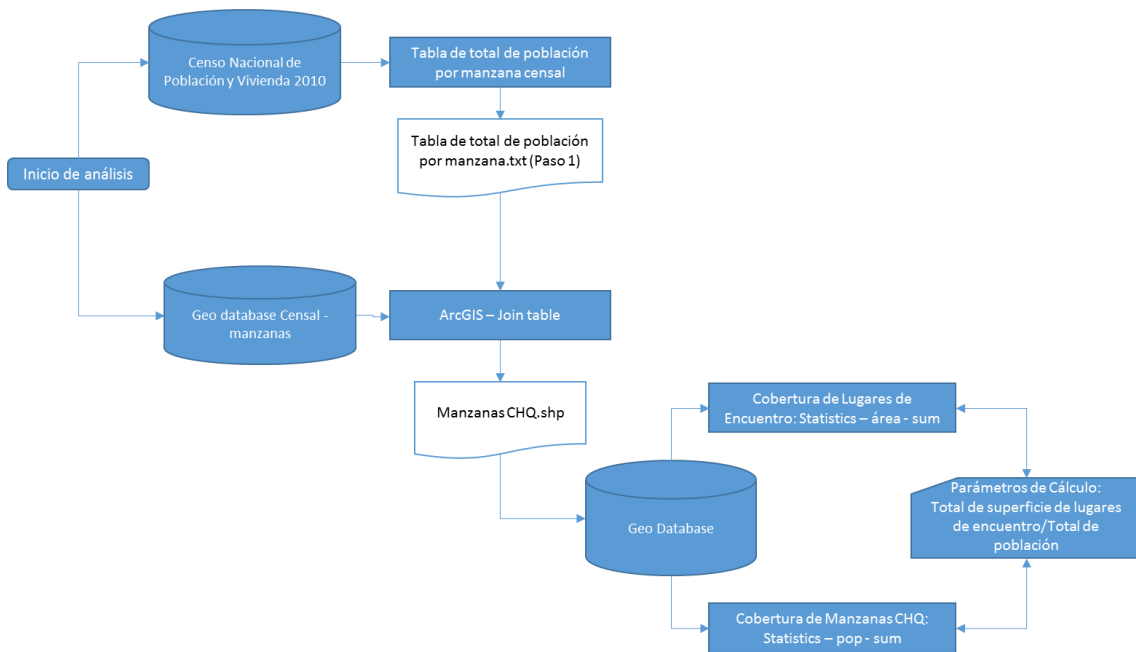 Censo Nacional de
Población y Vivienda 2010
Tabla de total de población
por manzana censal
Tabla de total de población
por manzana.txt (Paso 1)
Inicio de análisis
Geo database Censal -
manzanas
ArcGIS – Join table
Manzanas CHQ.shp
Geo Database
Cobertura de Lugares de
Encuentro: Statistics – área - sum
Parámetros de Cálculo:
Total de superficie de lugares
de encuentro/Total de
población
Cobertura de Manzanas CHQ:
Statistics – pop - sum